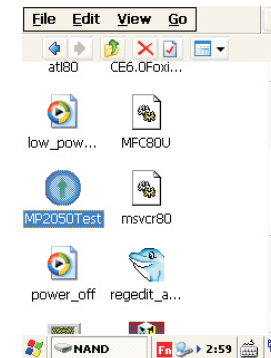 File Edit View Go
atl80 CE6.0Foxi...
low_pow... MFC80U
MP2050Test msvcr80
power_off regedit_a...
NAND Fn 2:59